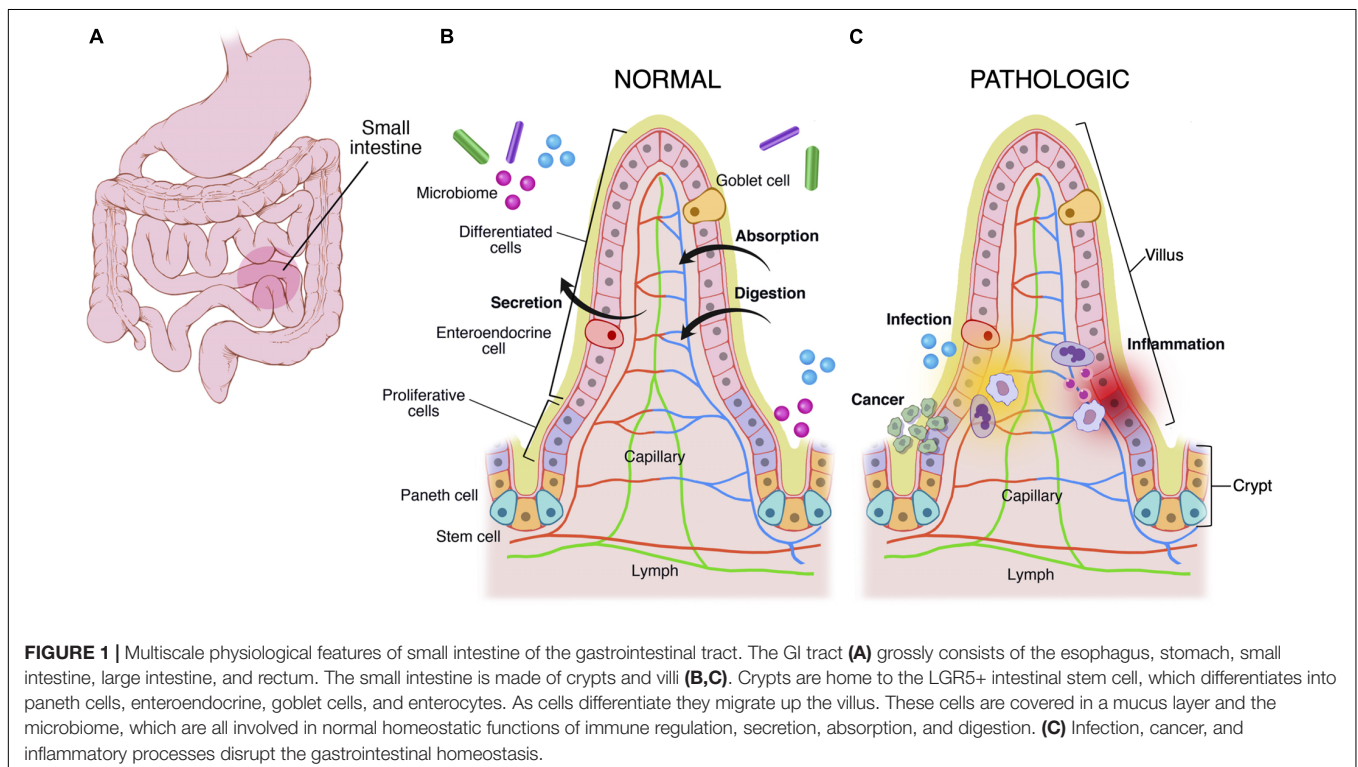 A
B
C
NORMAL
PATHOLOGIC
Small
intestine
Microbiome
Goblet cell
Differentiated
cells
Absorption
Villus
Secretion
Digestion
Enteroendocrine
cell
Infection
Inflammation
Proliferative
cells
Cancer
Capillary
Paneth cell
Capillary
Crypt
Stem cell
Lymph
Lymph
FIGURE 1 | Multiscale physiological features of small intestine of the gastrointestinal tract. The GI tract (A) grossly consists of the esophagus, stomach, small
intestine, large intestine, and rectum. The small intestine is made of crypts and villi (B,C). Crypts are home to the LGR5+ intestinal stem cell, which differentiates into
paneth cells, enteroendocrine, goblet cells, and enterocytes. As cells differentiate they migrate up the villus. These cells are covered in a mucus layer and the
microbiome, which are all involved in normal homeostatic functions of immune regulation, secretion, absorption, and digestion. (C) Infection, cancer, and
inflammatory processes disrupt the gastrointestinal homeostasis.